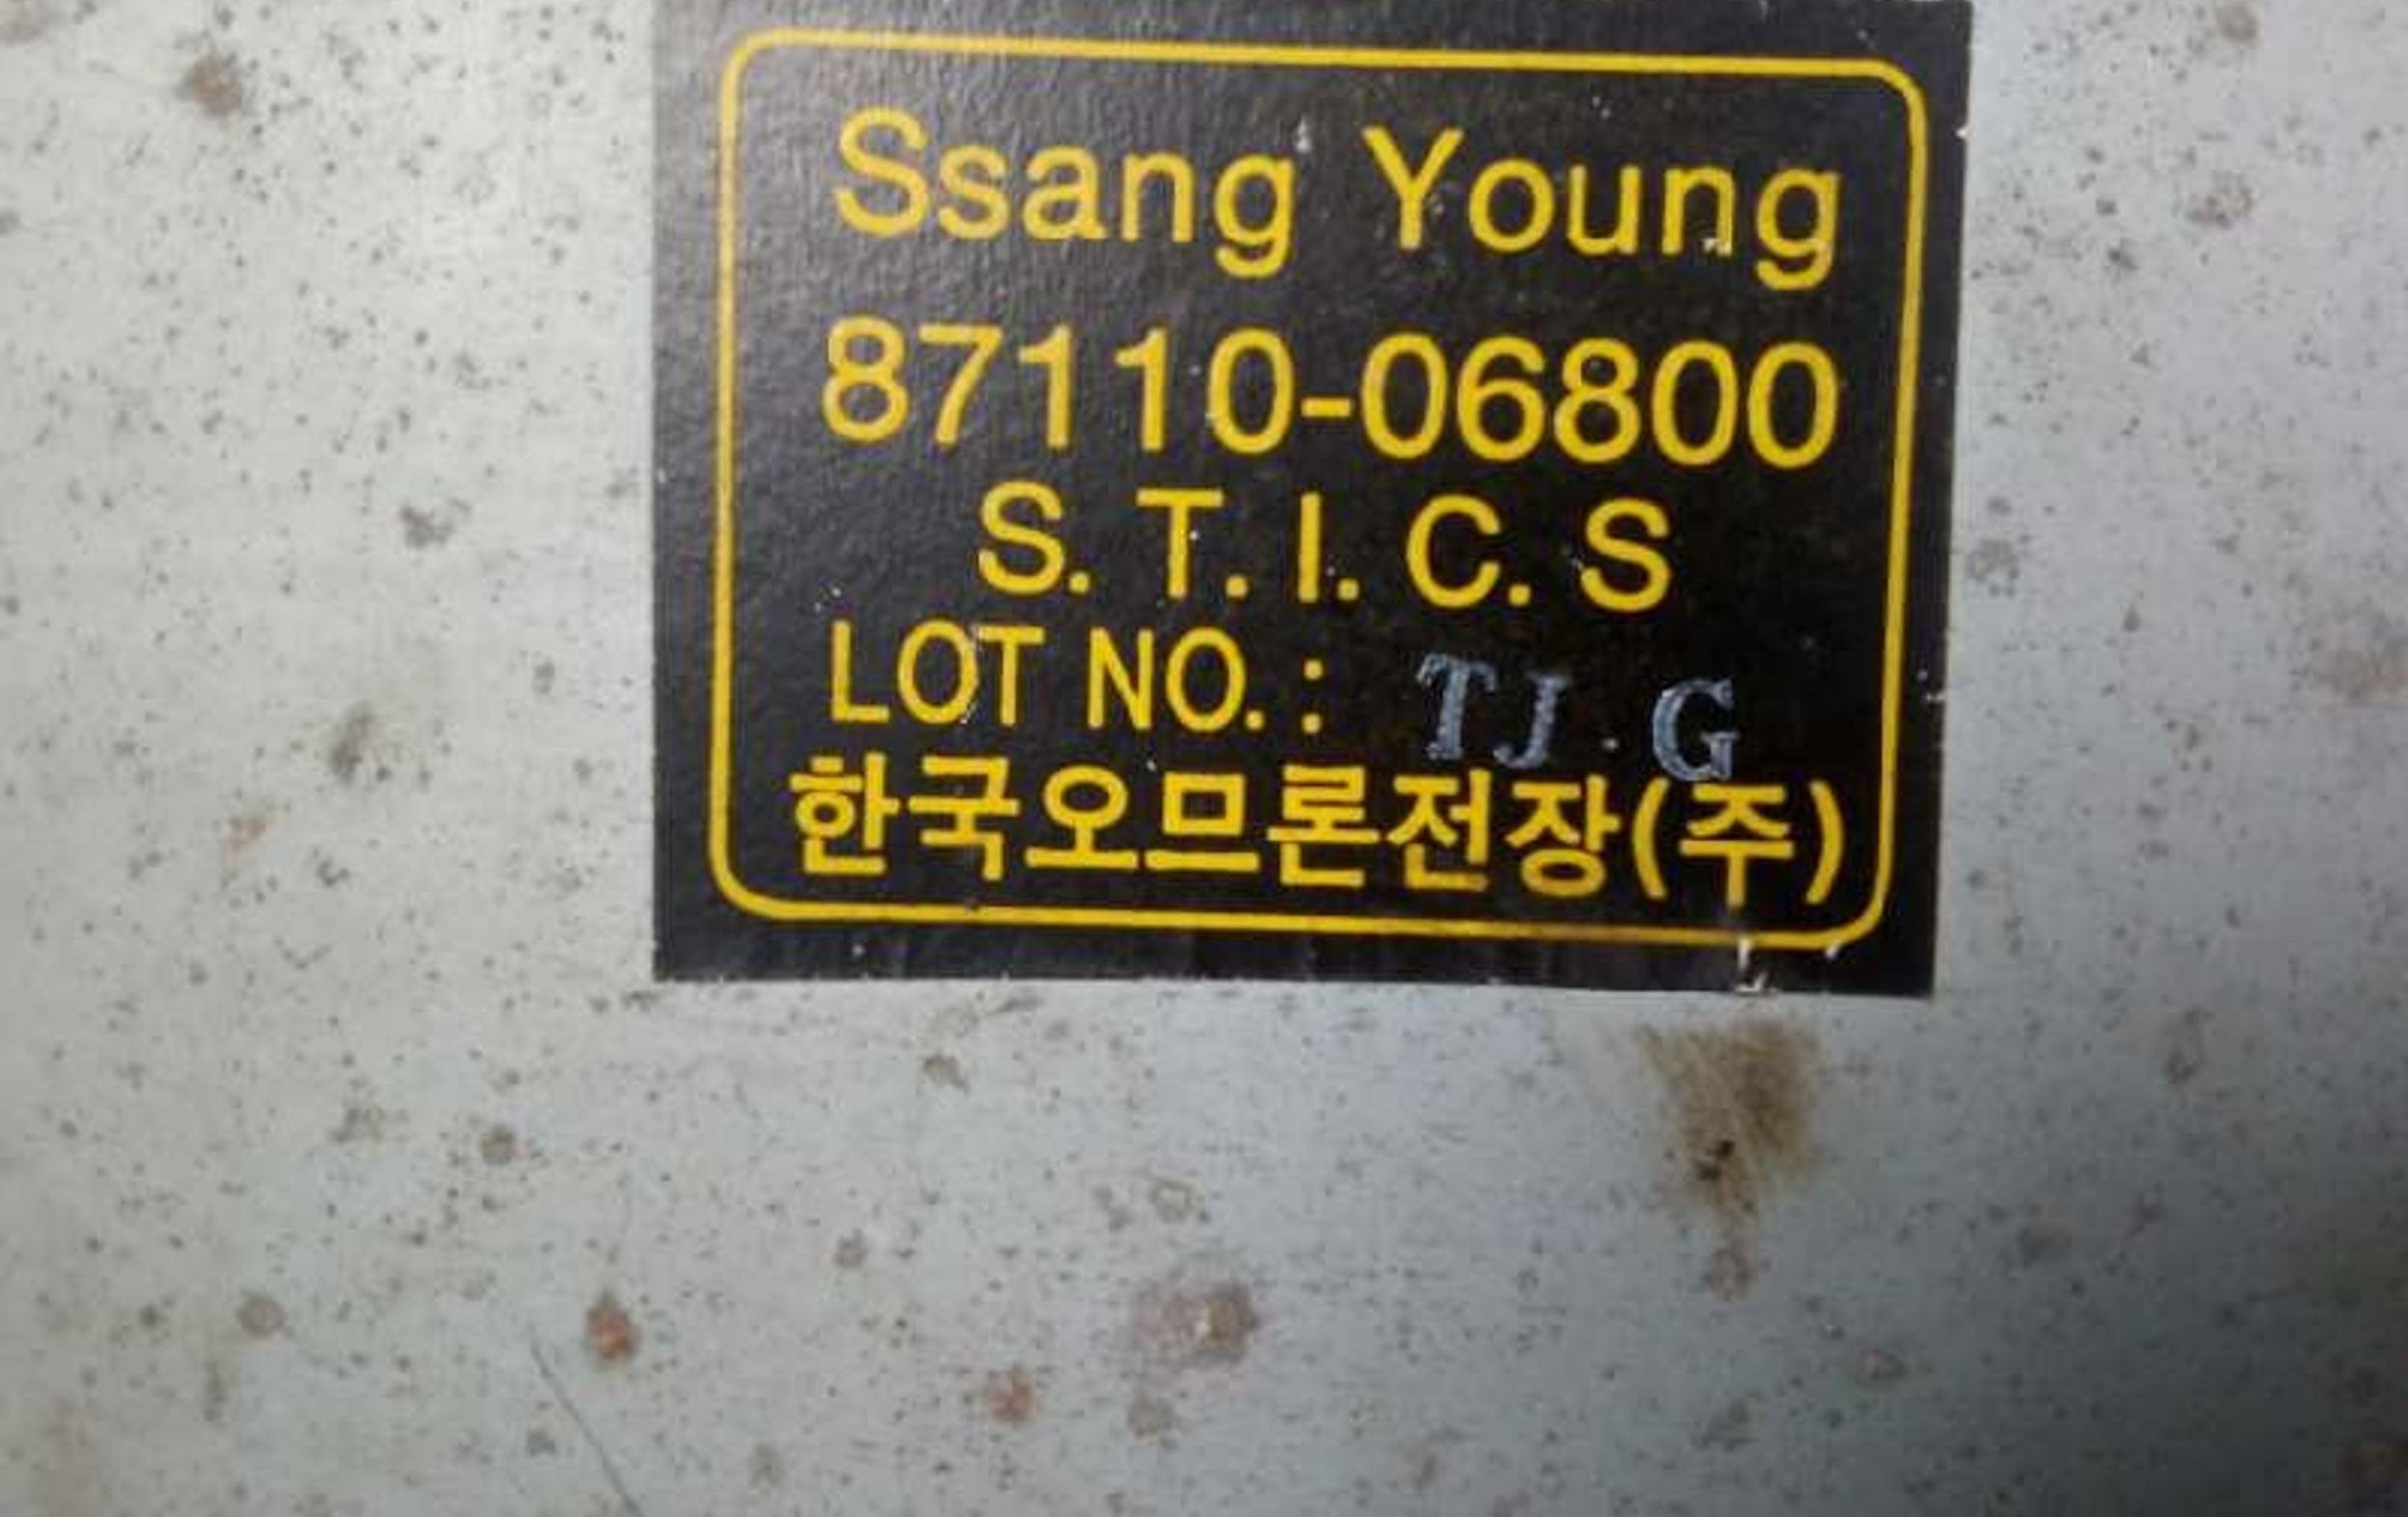 Ssang Young
87110-06800
S. T. I. C. S
LOT NO. : TJ . G
한국오므론전장(주)